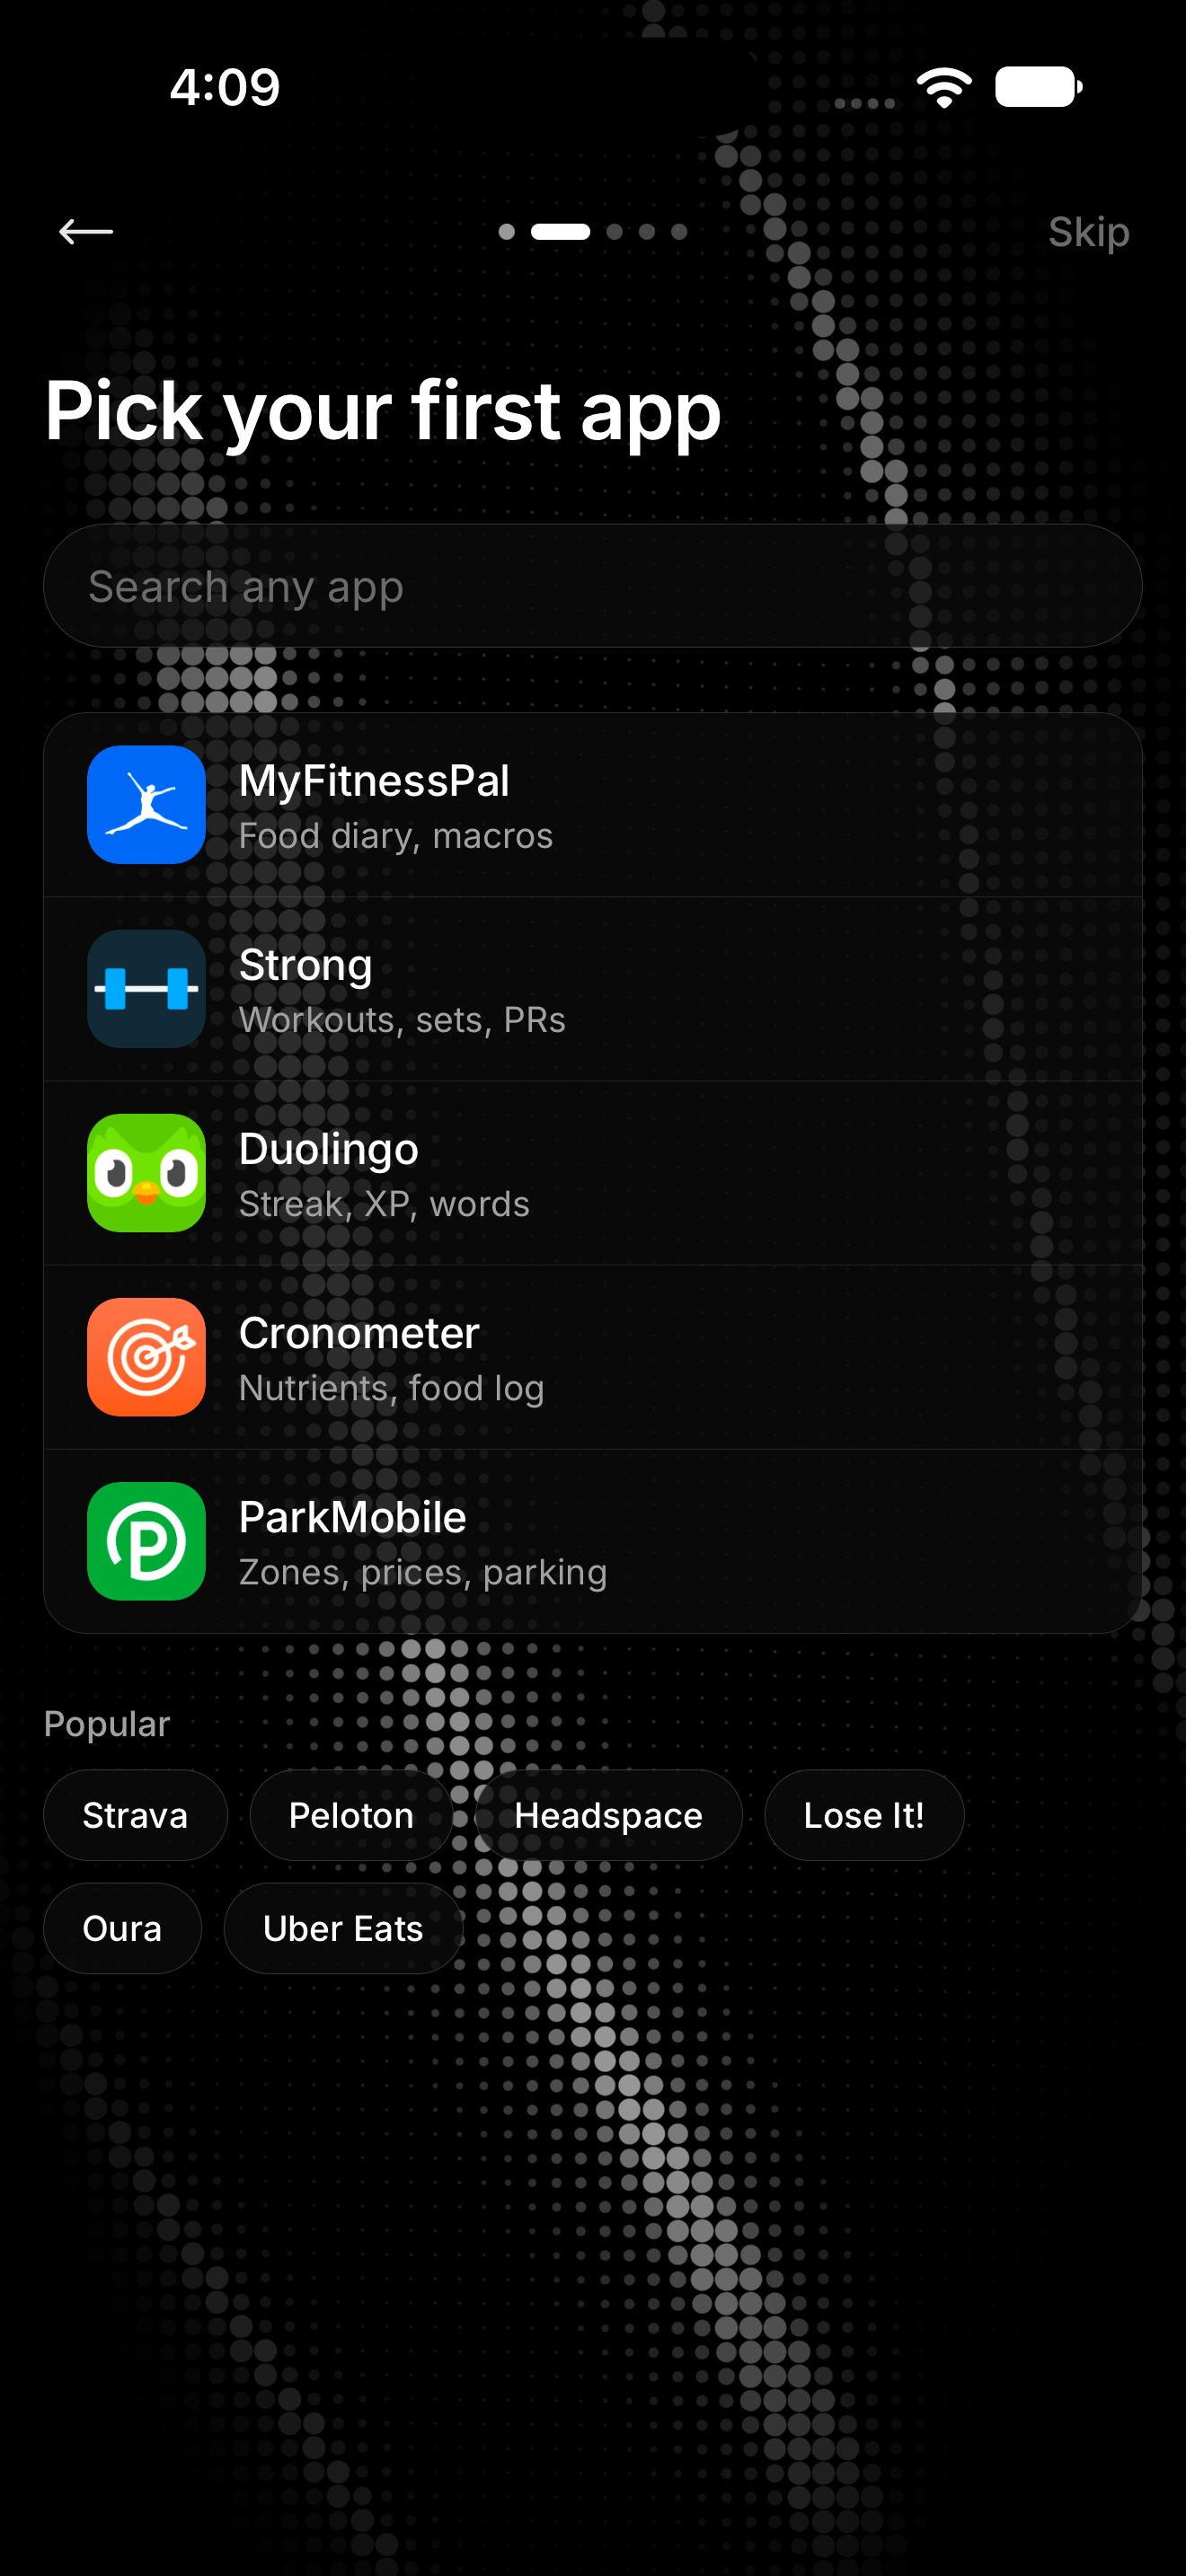 4:09
Skip
Pick your first app
Search any app
MyFitnessPal
Food diary, macros
Strong
Workouts, sets, PRs
Duolingo
Streak, XP, words
Cronometer
Nutrients, food log
ParkMobile
Zones, prices, parking
Popular
Strava
Peloton
Headspace
Lose It!
Oura
Uber Eats